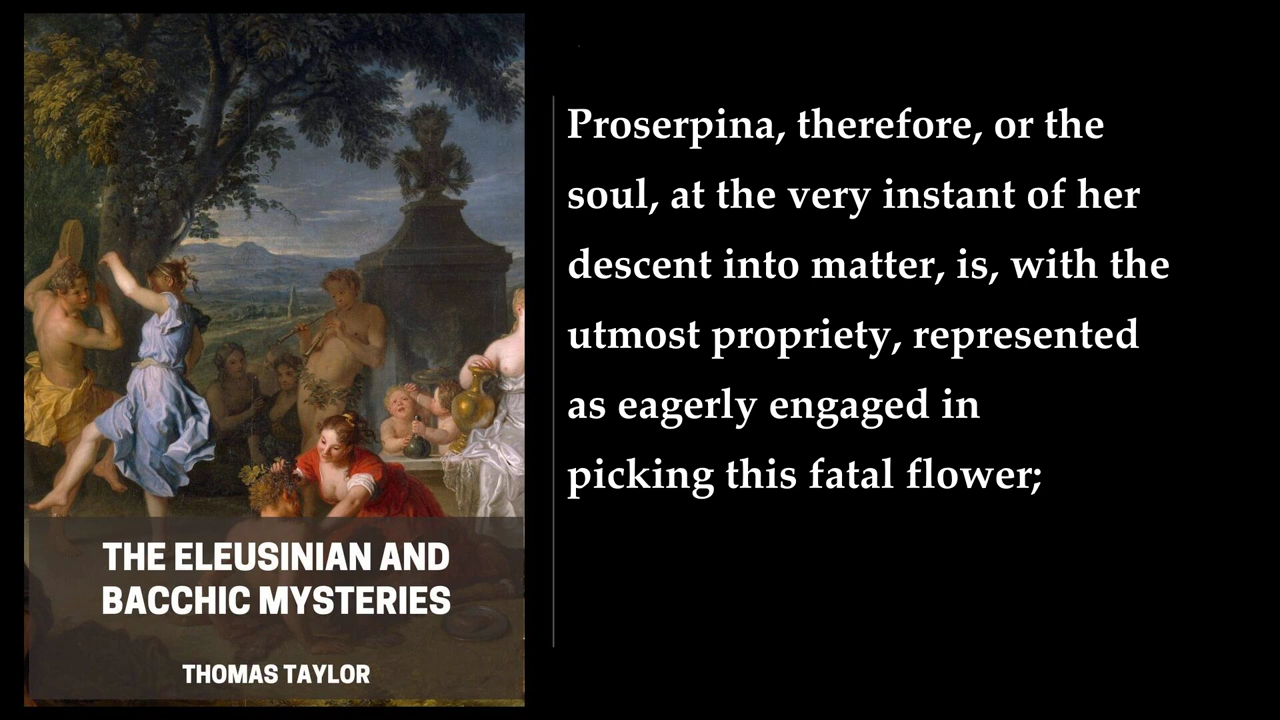 THE ELEUSINIAN AND
BACCHIC MYSTERIES
THOMAS TAYLOR
Proserpina, therefore, or the
soul, at the very instant of her
descent into matter, is, with the
utmost propriety, represented
as eagerly engaged in
picking this fatal flower;